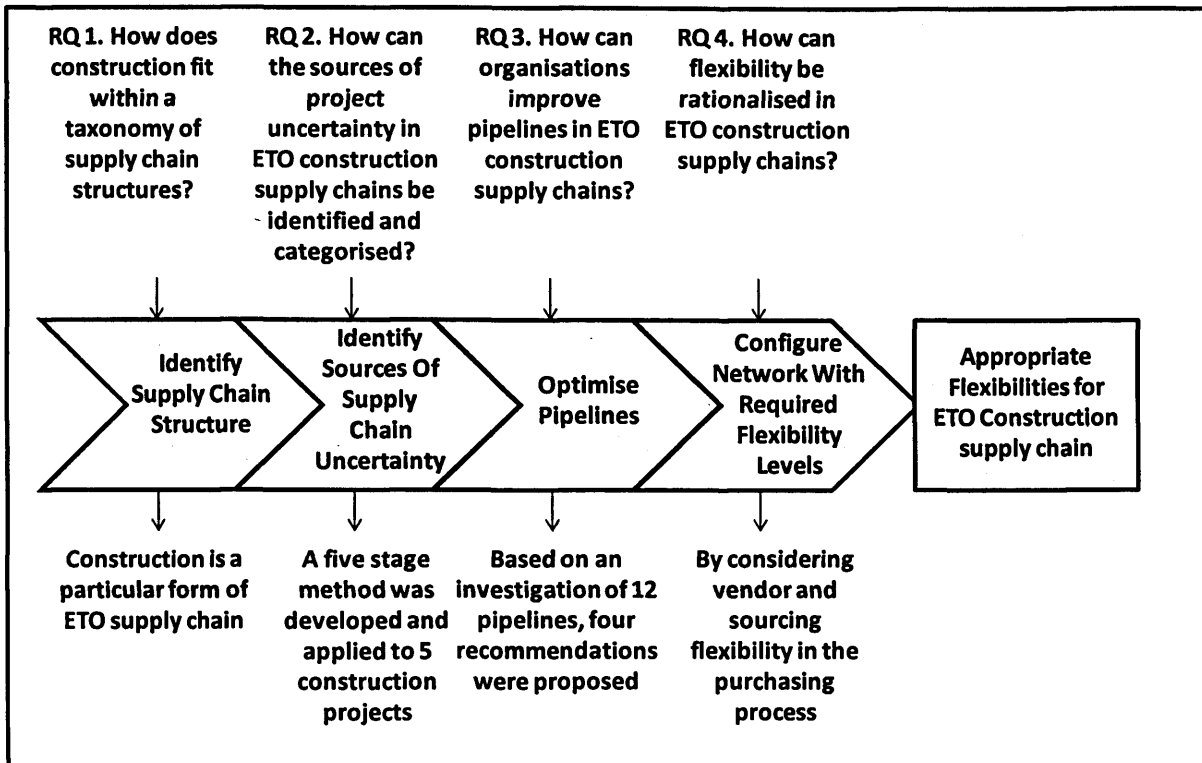 RQ 1. How does
construction fit
within a
taxonomy of
supply chain
structures?
RQ 2. How can
the sources of
project
uncertainty in
ETO construction
supply chains be
identified and
categorised?
RQ 3. How can
organisations
improve
pipelines in ETO
construction
supply chains?
RQ 4. How can
flexibility be
rationalised in
ETO construction
supply chains?
Identify
Supply Chain
Structure
Identify
Sources Of
Supply
Chain
Uncertainty
Optimise
Pipelines
Configure
Network With
Required
Flexibility
Levels
Appropriate
Flexibilities for
ETO Construction
supply chain
Construction is a
particular form of
ETO supply chain
A five stage
method was
developed and
applied to 5
construction
projects
Based on an
investigation of 12
pipelines, four
recommendations
were proposed
By considering
vendor and
sourcing
flexibility in the
purchasing
process